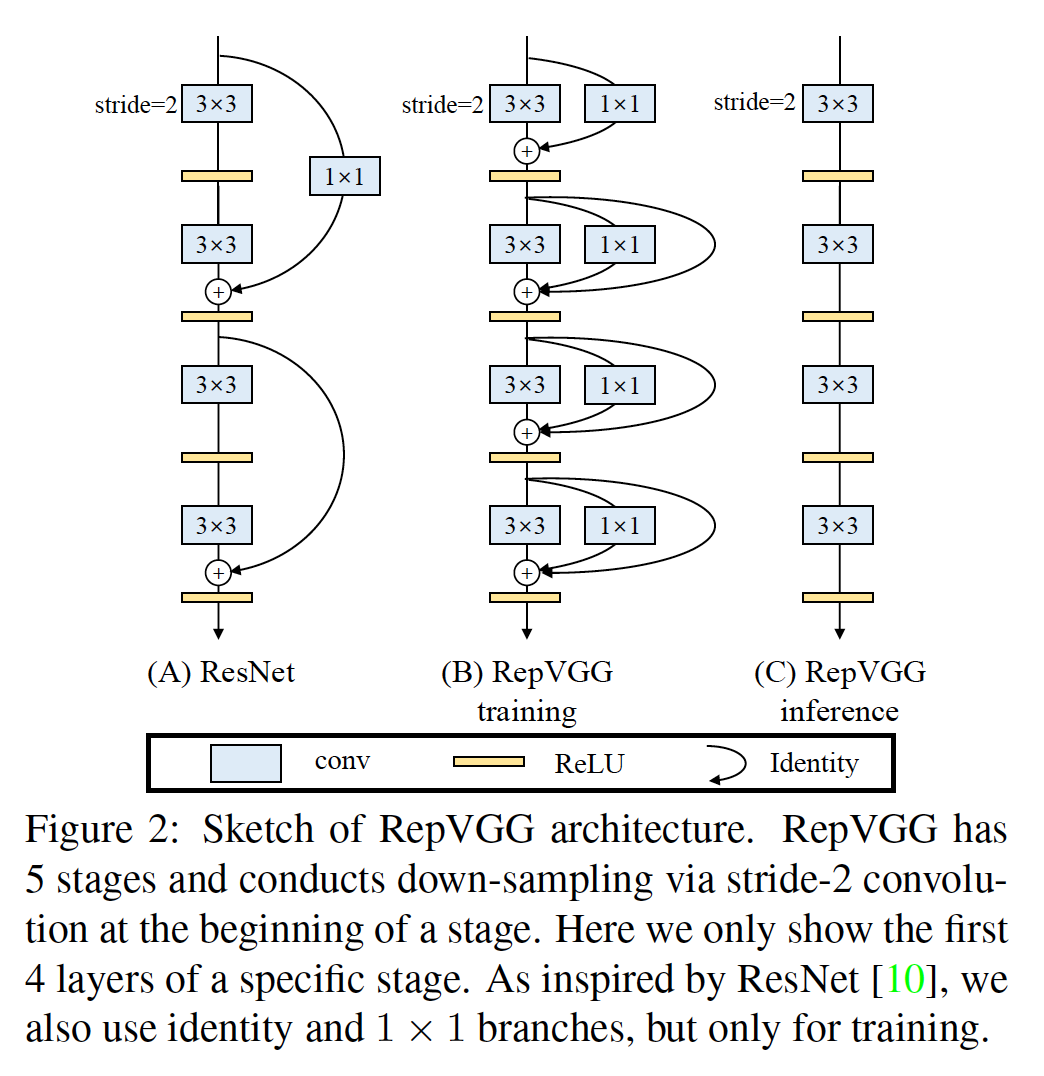 stride=2 3×3
1×1
3×3
+
3×3
3×3
+
(A) ResNet
stride=2 3×3 1×1
+
3×3 1×1
+
3×3 1×1
+
3×3 1×1
+
(B) RepVGG
training
stride=2 3×3
3×3
3×3
3×3
(C) RepVGG
inference
conv ReLU Identity
Figure 2: Sketch of RepVGG architecture. RepVGG has
5 stages and conducts down-sampling via stride-2 convolu-
tion at the beginning of a stage. Here we only show the first
4 layers of a specific stage. As inspired by ResNet [10], we
also use identity and 1 × 1 branches, but only for training.